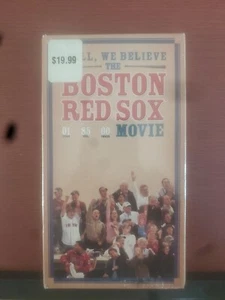 $19.99
WE BELIEVE
THE
BOSTON
RED SOX
MOVIE